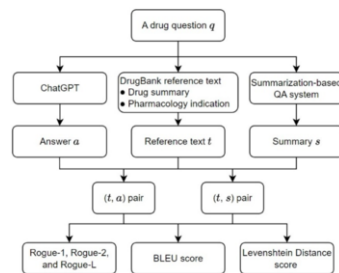 A drug question q
ChatGPT
DrugBank reference text
● Drug summary
● Pharmacology indication
Summarization-based
QA system
Answer a
Reference text t
Summary s
(t, a) pair
(t, s) pair
Rogue-1, Rogue-2,
and Rogue-L
BLEU score
Levenshtein Distance
score